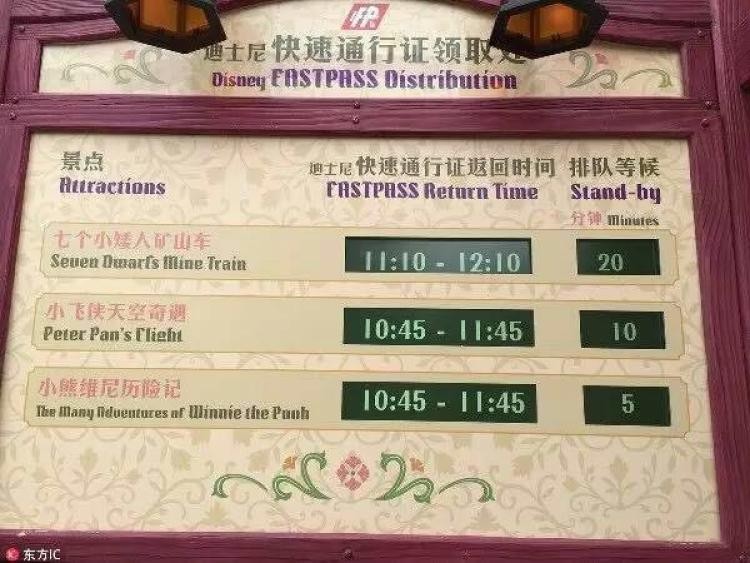 快
迪士尼 快速通行证领取处
Disney FASTPASS Distribution
景点
Attractions
迪士尼 快速通行证返回时间
FASTPASS Return Time
排队等候
Stand-by
分钟 Minutes
七个小矮人矿山车
Seven Dwarfs Mine Train
11:10 - 12:10
20
小飞侠天空奇遇
Peter Pan's Flight
10:45 - 11:45
10
小熊维尼历险记
The Many Adventures of Winnie the Pooh
10:45 - 11:45
5
东方IC